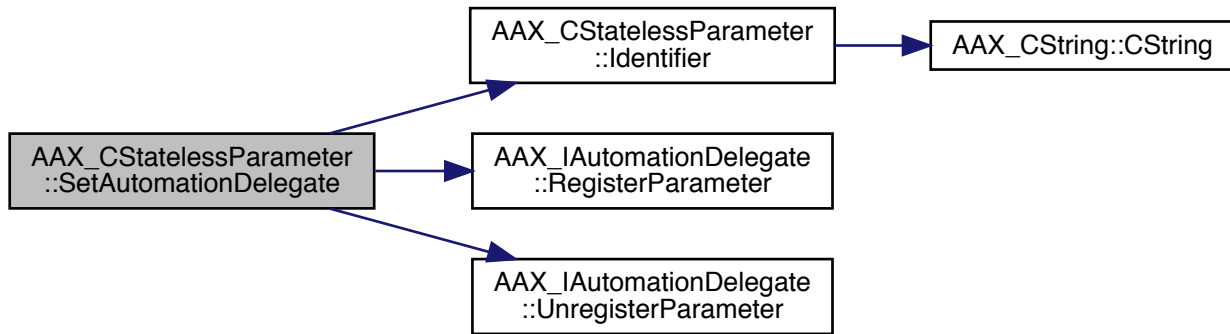 AAX_CStatelessParameter
::SetAutomationDelegate
AAX_CStatelessParameter
::Identifier
AAX_CString::CString
AAX_IAutomationDelegate
::RegisterParameter
AAX_IAutomationDelegate
::UnregisterParameter